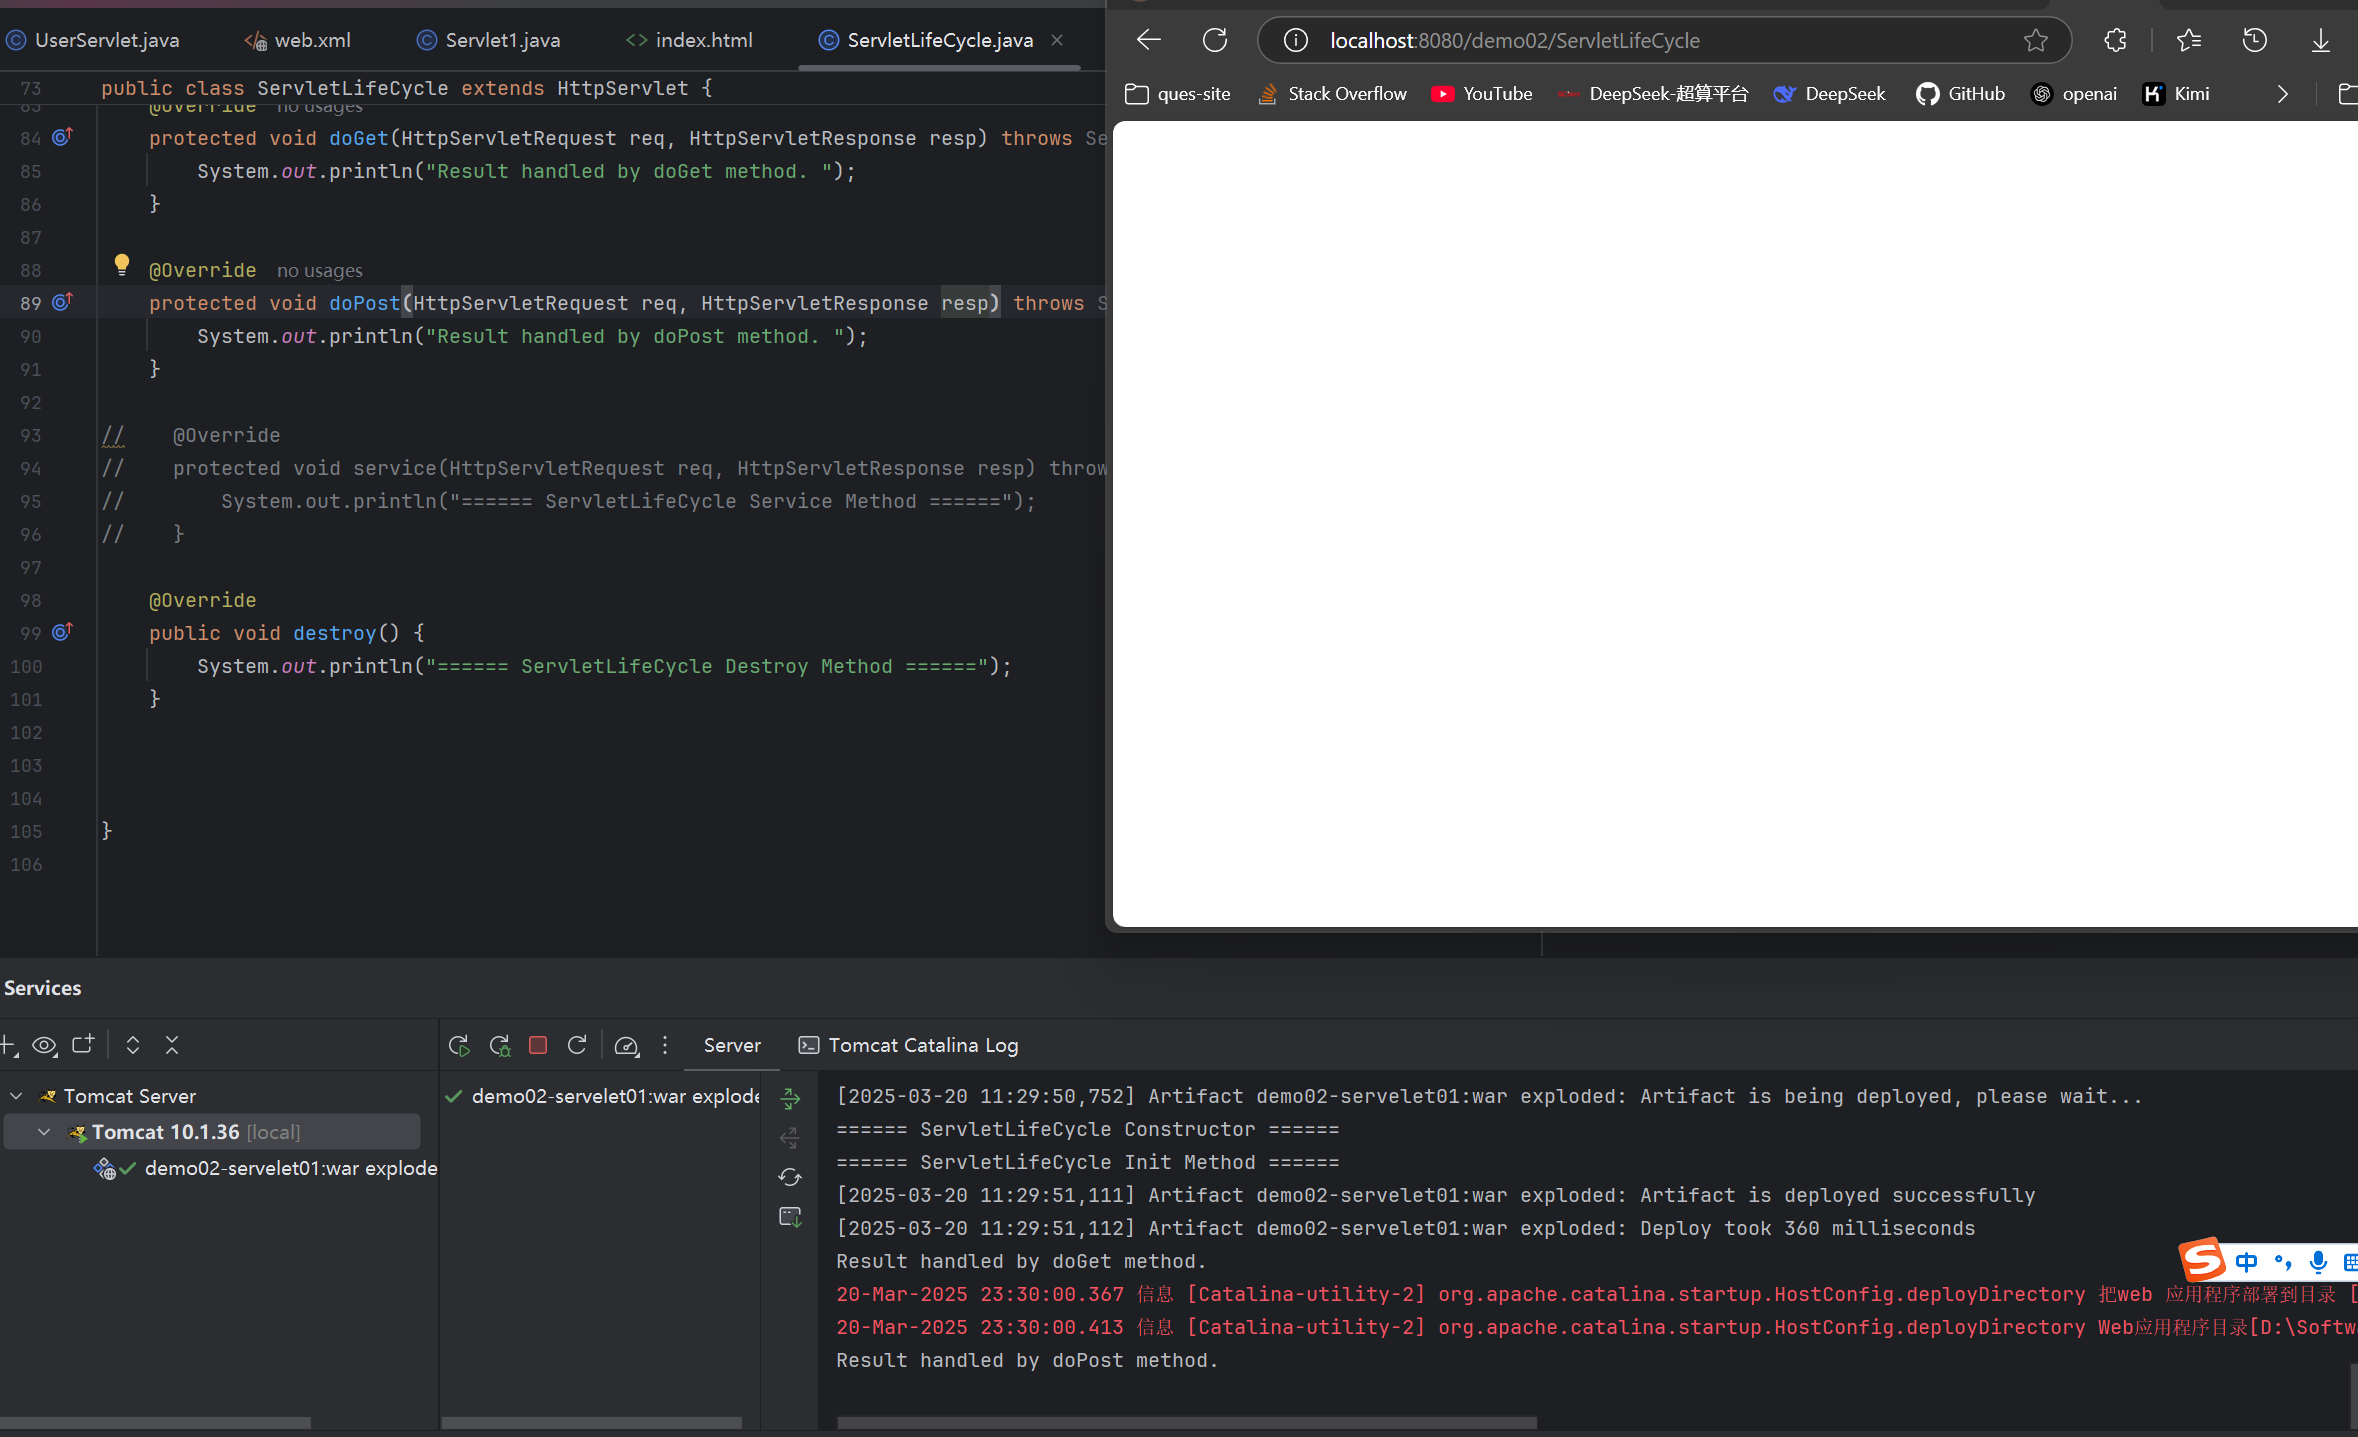 UserServlet.java
web.xml
Servlet1.java
index.html
ServletLifeCycle.java
73 public class ServletLifeCycle extends HttpServlet {
83 @Override no usages
84 protected void doGet(HttpServletRequest req, HttpServletResponse resp) throws Se
85 System.out.println("Result handled by doGet method. ");
86 }
87
88 @Override no usages
89 protected void doPost(HttpServletRequest req, HttpServletResponse resp) throws S
90 System.out.println("Result handled by doPost method. ");
91 }
92
93 // @Override
94 // protected void service(HttpServletRequest req, HttpServletResponse resp) throw
95 // System.out.println("====== ServletLifeCycle Service Method ======");
96 // }
97
98 @Override
99 public void destroy() {
100 System.out.println("====== ServletLifeCycle Destroy Method ======");
101 }
102
103
104
105 }
106
localhost:8080/demo02/ServletLifeCycle
ques-site
Stack Overflow
YouTube
DeepSeek-超算平台
DeepSeek
GitHub
openai
Kimi
Services
Server
Tomcat Catalina Log
Tomcat Server
Tomcat 10.1.36 [local]
demo02-servelet01:war explode
demo02-servelet01:war explode
[2025-03-20 11:29:50,752] Artifact demo02-servelet01:war exploded: Artifact is being deployed, please wait...
====== ServletLifeCycle Constructor ======
====== ServletLifeCycle Init Method ======
[2025-03-20 11:29:51,111] Artifact demo02-servelet01:war exploded: Artifact is deployed successfully
[2025-03-20 11:29:51,112] Artifact demo02-servelet01:war exploded: Deploy took 360 milliseconds
Result handled by doGet method.
20-Mar-2025 23:30:00.367 信息 [Catalina-utility-2] org.apache.catalina.startup.HostConfig.deployDirectory 把web 应用程序部署到目录 [
20-Mar-2025 23:30:00.413 信息 [Catalina-utility-2] org.apache.catalina.startup.HostConfig.deployDirectory Web应用程序目录[D:\Softw
Result handled by doPost method.
中